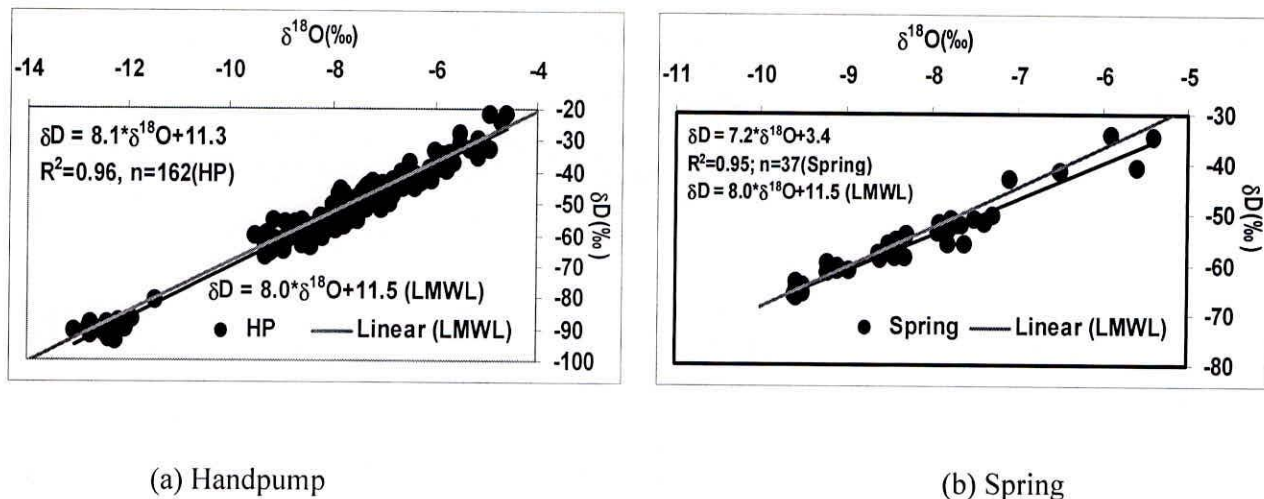 δ¹⁸O(‰)
-14 -12 -10 -8 -6 -4
δD = 8.1*δ¹⁸O+11.3
R²=0.96, n=162(HP)
δD = 8.0*δ¹⁸O+11.5 (LMWL)
HP Linear (LMWL)
-20
-30
-40
-50
-60
-70
-80
-90
-100
δD(‰)
(a) Handpump
δ¹⁸O(‰)
-11 -10 -9 -8 -7 -6 -5
δD = 7.2*δ¹⁸O+3.4
R²=0.95; n=37(Spring)
δD = 8.0*δ¹⁸O+11.5 (LMWL)
Spring Linear (LMWL)
-30
-40
-50
-60
-70
-80
δD(‰)
(b) Spring